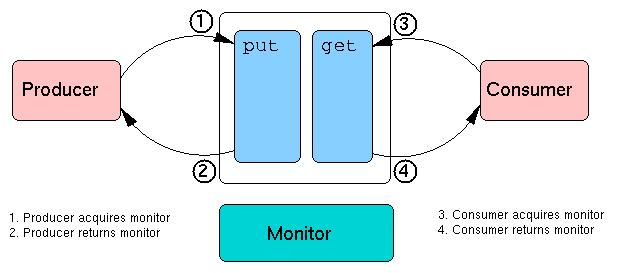 1
3
put
get
Producer
Consumer
2
4
1. Producer acquires monitor
2. Producer returns monitor
Monitor
3. Consumer acquires monitor
4. Consumer returns monitor